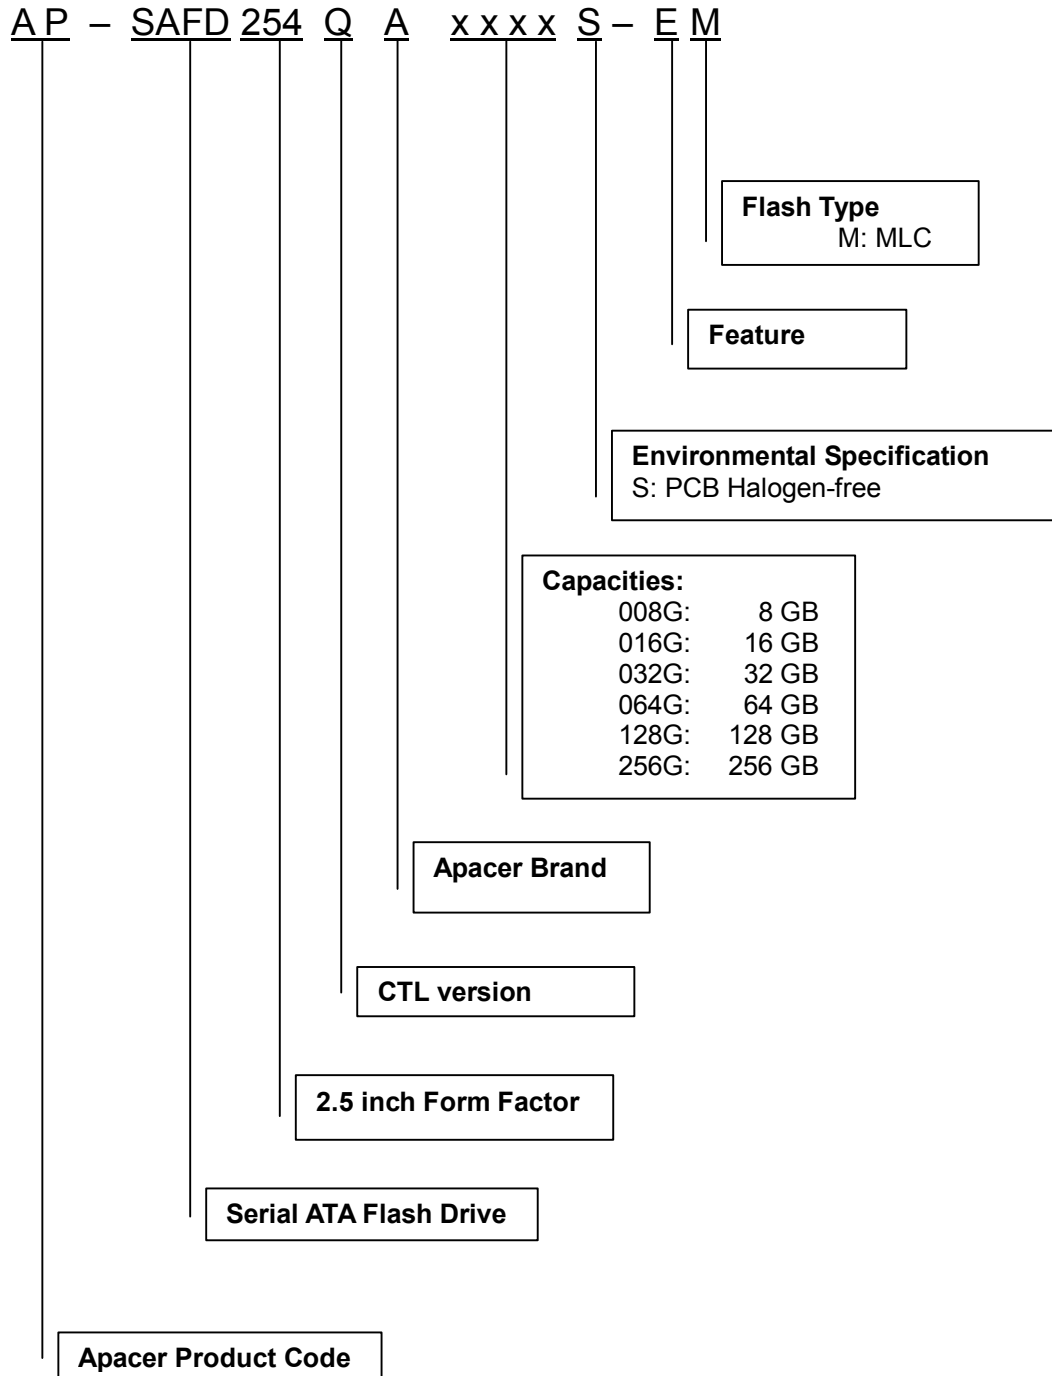 AP – SAFD 254 Q A xxxx S – E M
Flash Type
M: MLC
Feature
Environmental Specification
S: PCB Halogen-free
Capacities:
008G: 8 GB
016G: 16 GB
032G: 32 GB
064G: 64 GB
128G: 128 GB
256G: 256 GB
Apacer Brand
CTL version
2.5 inch Form Factor
Serial ATA Flash Drive
Apacer Product Code